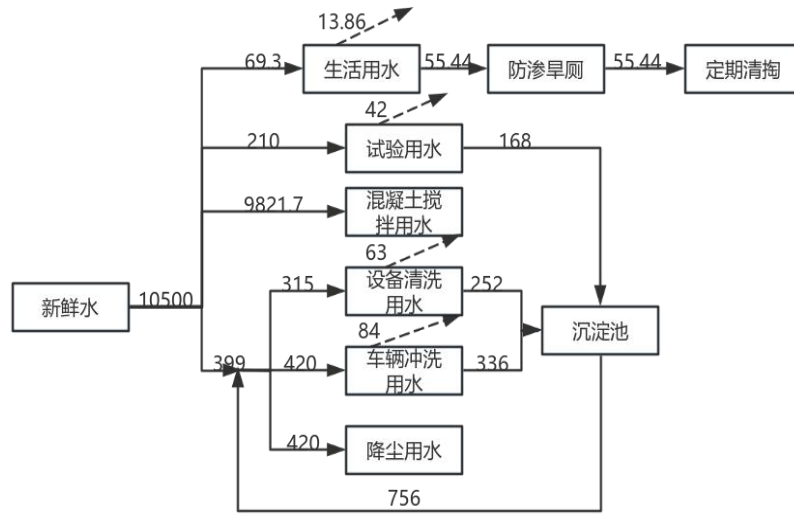 13.86
69.3
生活用水
55.44
防渗旱厕
55.44
定期清掏
42
210
试验用水
168
9821.7
混凝土搅
拌用水
63
新鲜水
10500
315
设备清洗
用水
252
沉淀池
84
399
420
车辆冲洗
用水
336
420
降尘用水
756